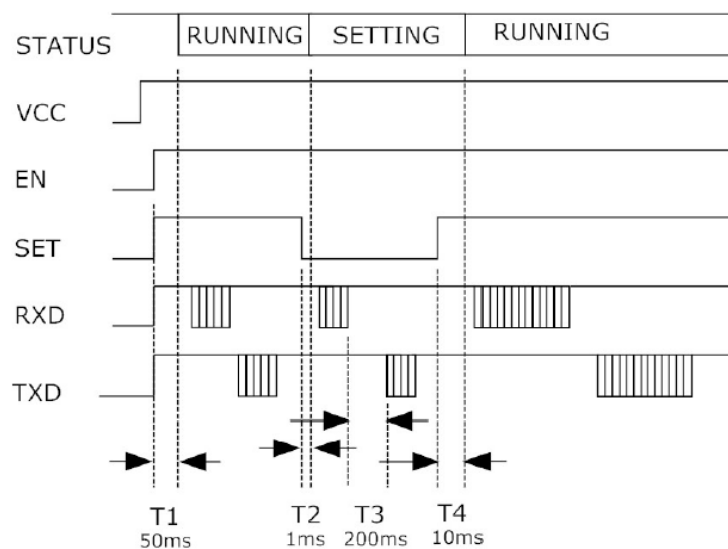 STATUS RUNNING SETTING RUNNING
VCC
EN
SET
RXD
TXD
T1 T2 T3 T4
50ms 1ms 200ms 10ms